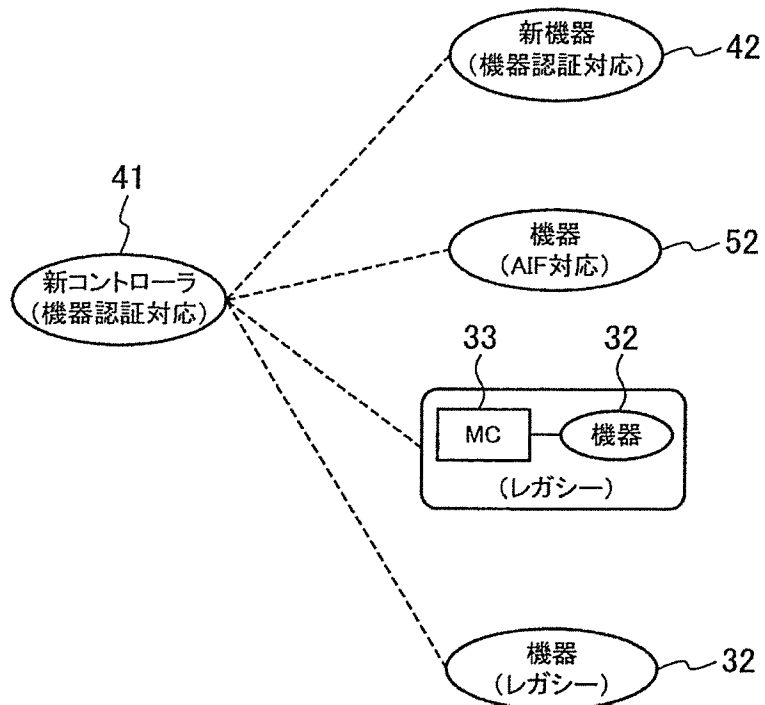 新機器
(機器認証対応)
42
41
新コントローラ
(機器認証対応)
機器
(AIF対応)
52
33
32
MC
機器
(レガシー)
機器
(レガシー)
32